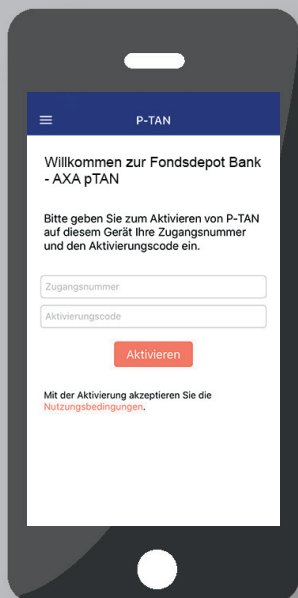 P-TAN
Willkommen zur Fondsdepot Bank
- AXA pTAN
Bitte geben Sie zum Aktivieren von P-TAN
auf diesem Gerät Ihre Zugangsnummer
und den Aktivierungscode ein.
Zugangsnummer
Aktivierungscode
Aktivieren
Mit der Aktivierung akzeptieren Sie die
Nutzungsbedingungen.